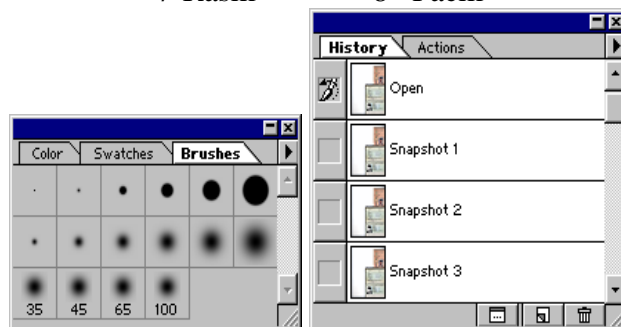 History Actions
Open
Snapshot 1
Snapshot 2
Snapshot 3
Color Swatches Brushes
35 45 65 100